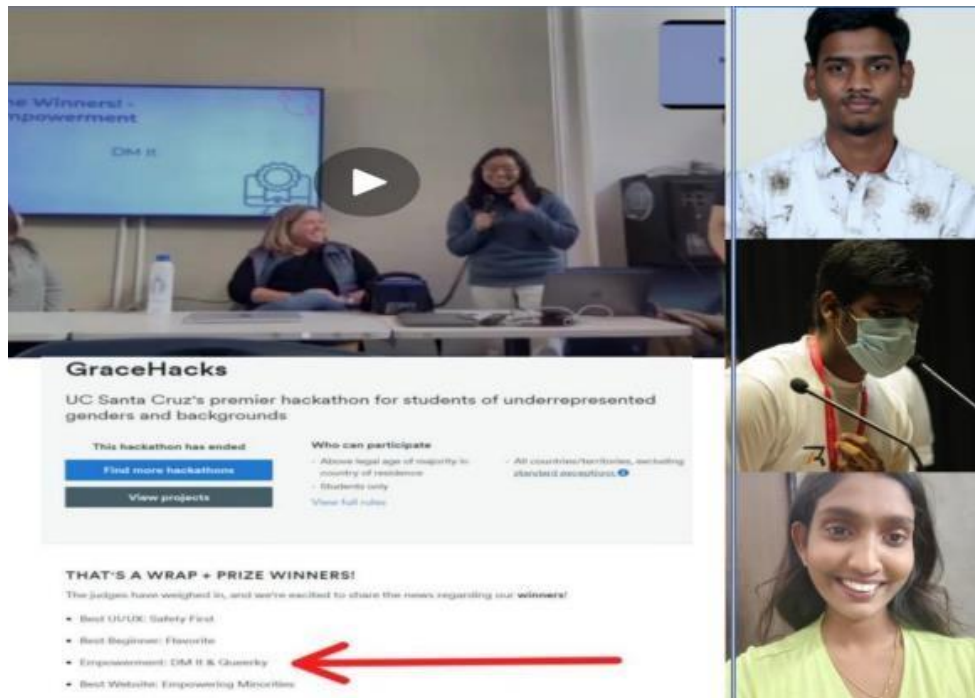 he Winners! -
mpowerment
DM It
GraceHacks
UC Santa Cruz's premier hackathon for students of underrepresented
genders and backgrounds
This hackathon has ended
Find more hackathons
View projects
Who can participate
- Above legal age of majority in
country of residence
- Students only
View full rules
- All countries/territories, excluding
standard exceptions
THAT'S A WRAP + PRIZE WINNERS!
The judges have weighed in, and we're excited to share the news regarding our winners!
• Best UI/UX: Safety First
• Best Beginner: Flavorite
• Empowerment: DM It & Queerky
• Best Website: Empowering Minorities